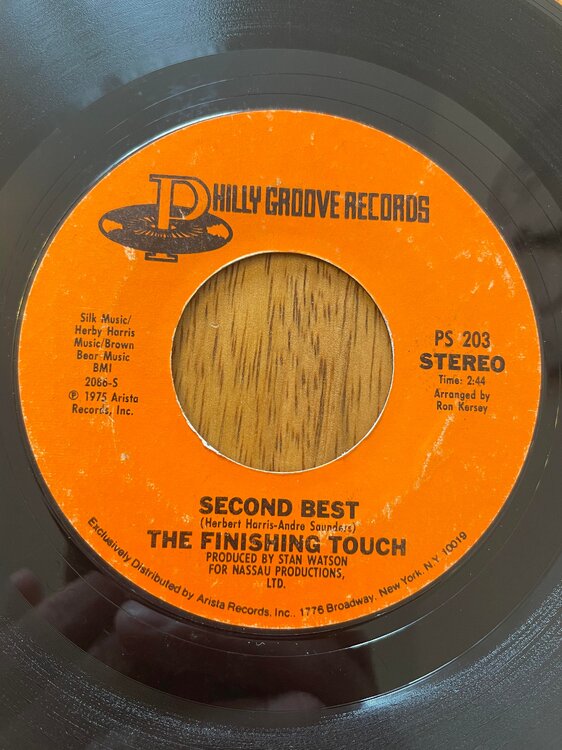 PHILLY GROOVE RECORDS
Silk Music/
Herby Harris
Music/Brown
Bear Music
BMI
2066-S
℗ 1975 Arista
Records, Inc.
PS 203
STEREO
Time: 2:44
Arranged by
Ron Kersey
SECOND BEST
(Herbert Harris-Andre Saunders)
THE FINISHING TOUCH
PRODUCED BY STAN WATSON
FOR NASSAU PRODUCTIONS,
LTD.
Exclusively Distributed by Arista Records, Inc., 1776 Broadway, New York, N.Y. 10019